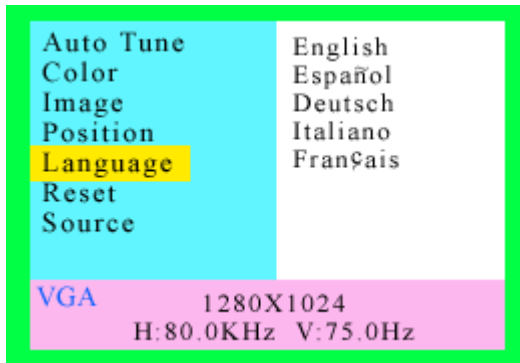 Auto Tune
Color
Image
Position
Language
Reset
Source
English
Español
Deutsch
Italiano
Français
VGA
1280X1024
H:80.0KHz V:75.0Hz